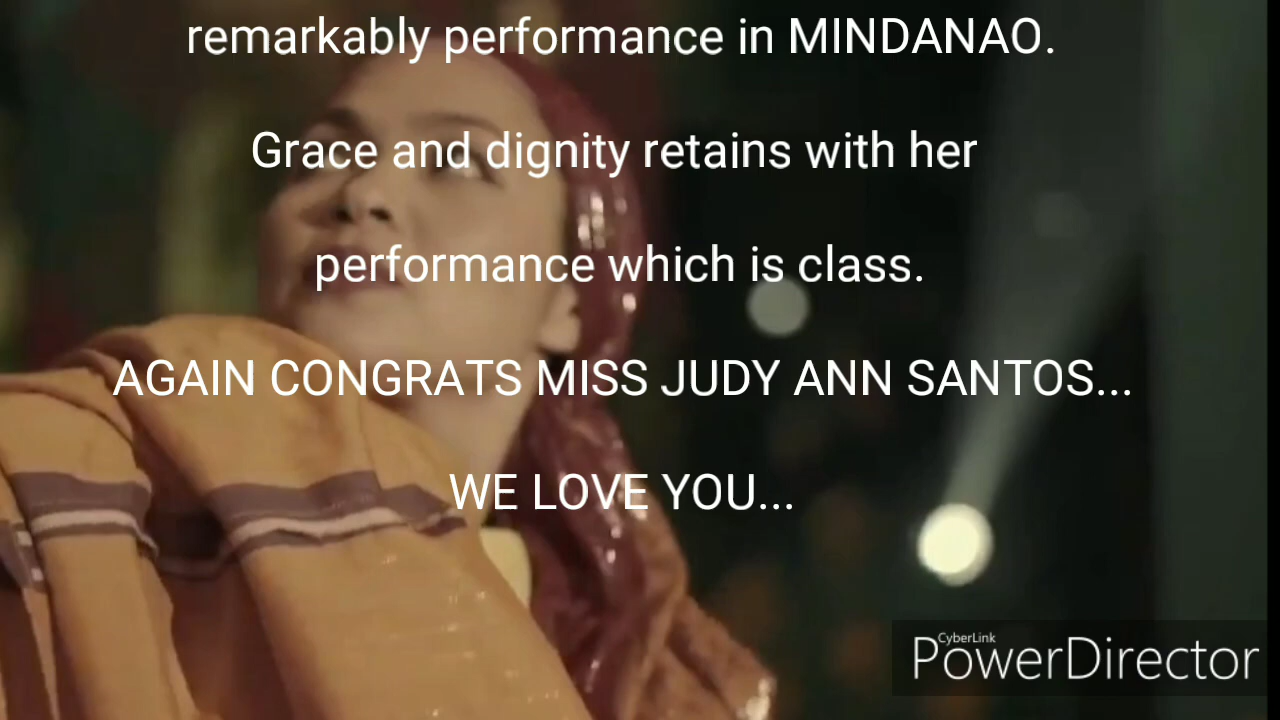 remarkably performance in MINDANAO.
Grace and dignity retains with her
performance which is class.
AGAIN CONGRATS MISS JUDY ANN SANTOS...
WE LOVE YOU...
CyberLink
PowerDirector